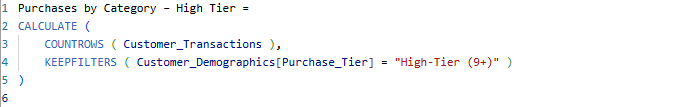 1 Purchases by Category – High Tier =
2 CALCULATE (
3 COUNTROWS ( Customer_Transactions ),
4 KEEPFILTERS ( Customer_Demographics[Purchase_Tier] = "High-Tier (9+)" )
5 )
6